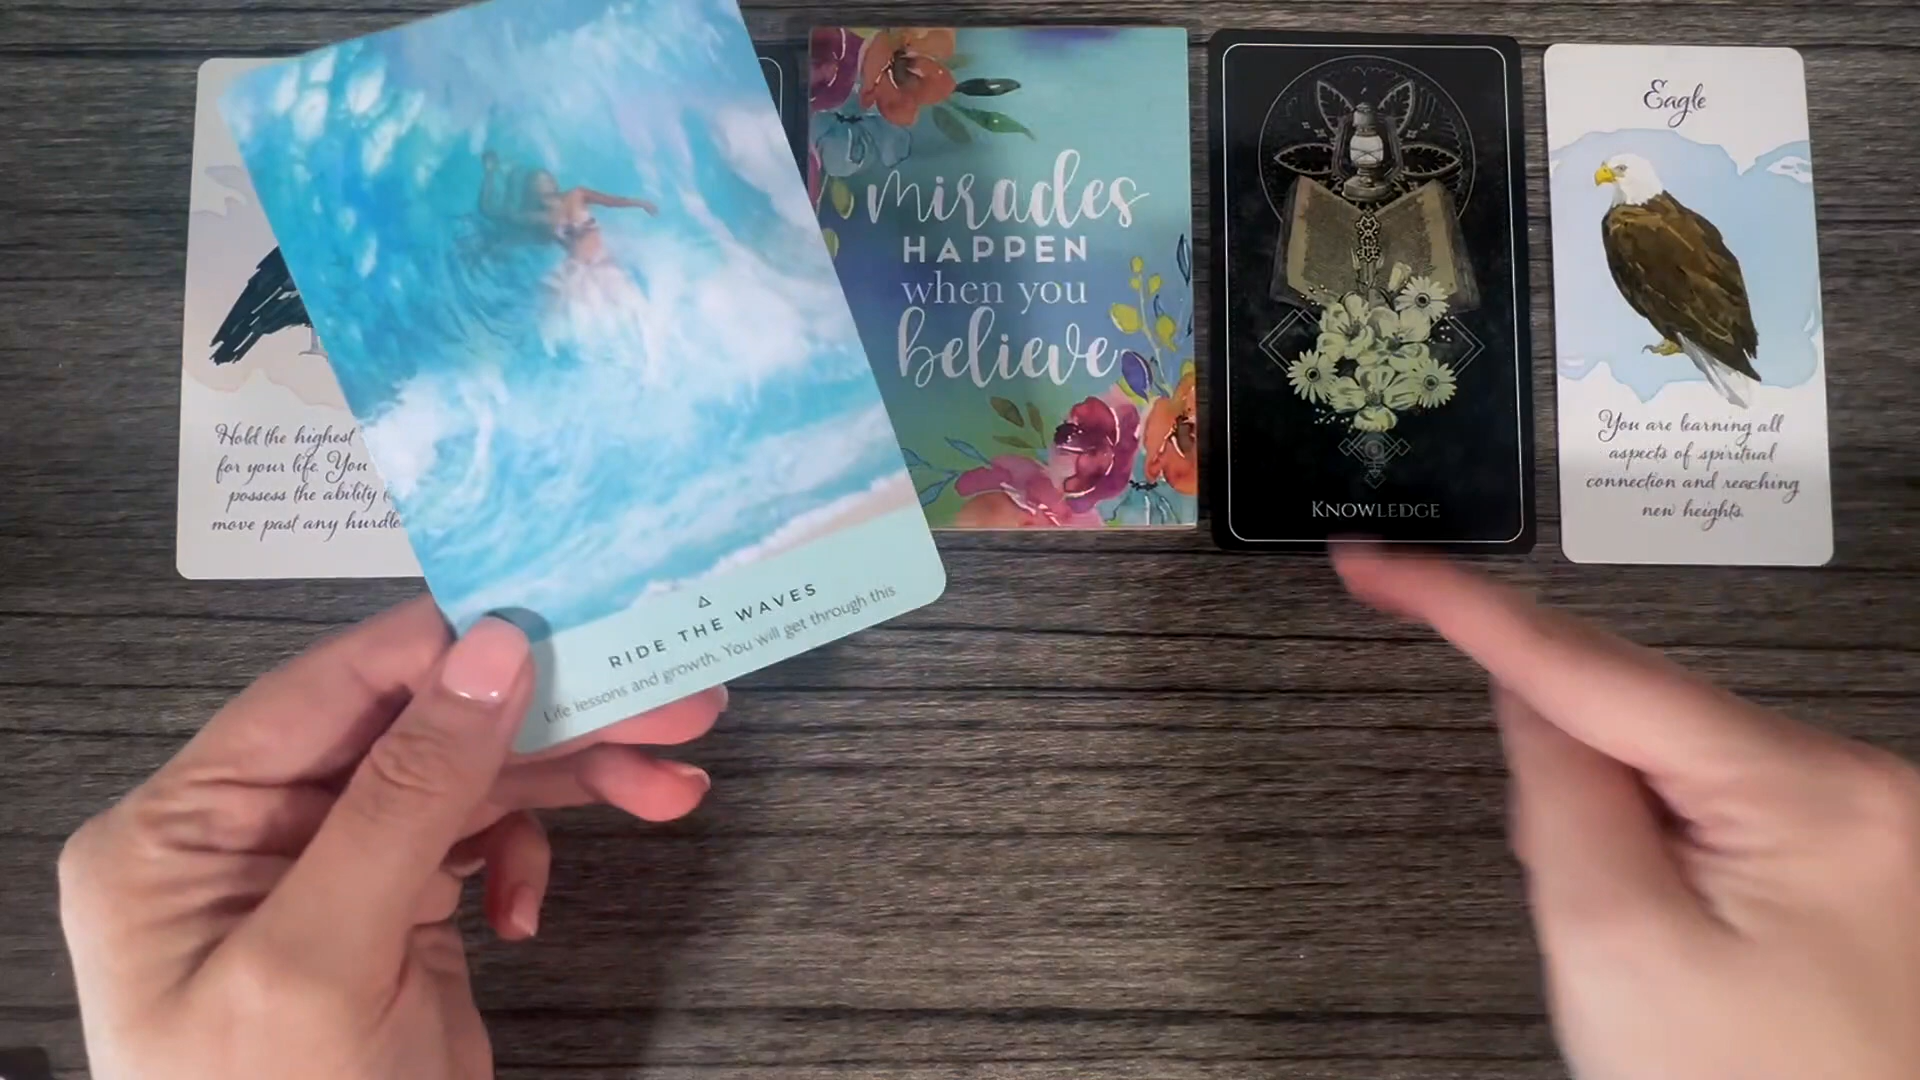 Hold the highest
for your life. You
possess the ability
move past any hurdle
RIDE THE WAVES
Life lessons and growth. You will get through this
miracles
HAPPEN
when you
believe
KNOWLEDGE
Eagle
You are learning all
aspects of spiritual
connection and reaching
new heights.